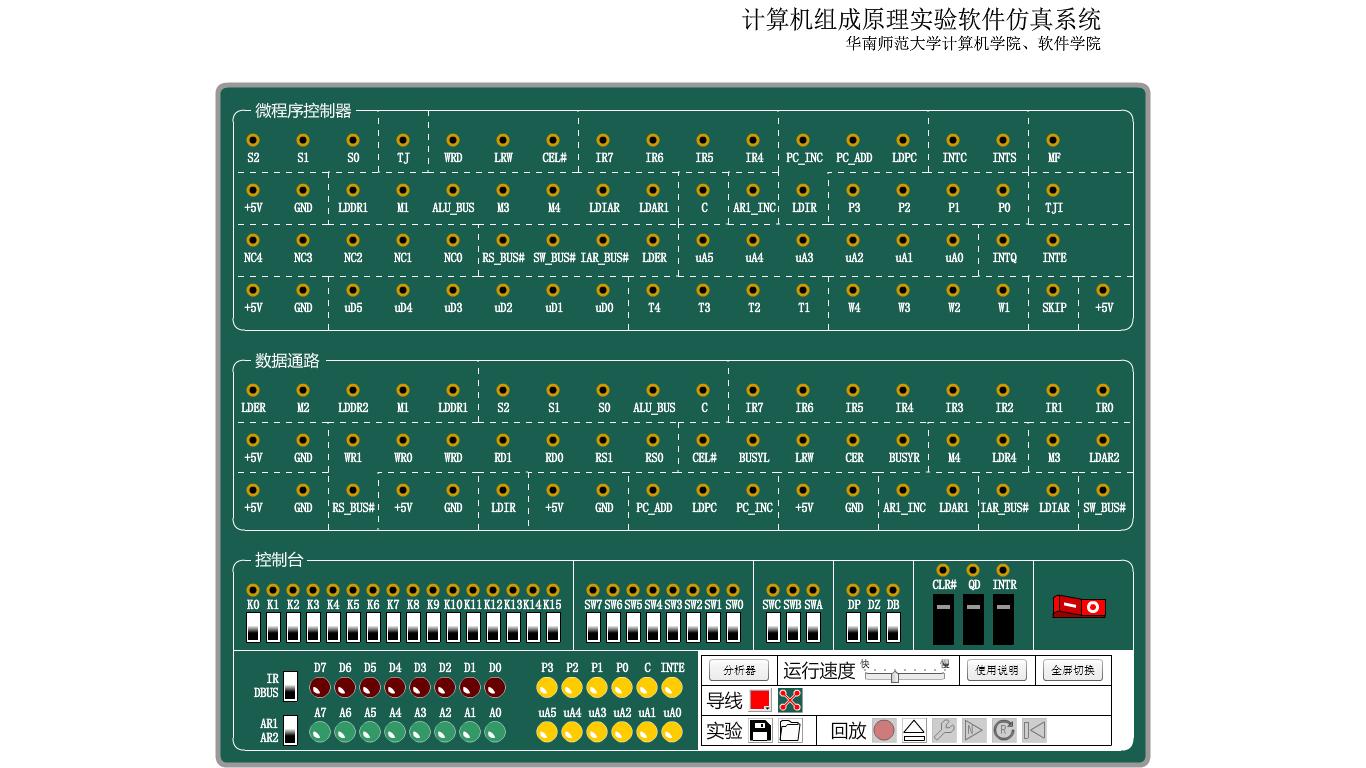 计算机组成原理实验软件仿真系统
华南师范大学计算机学院、软件学院
微程序控制器
S2 S1 S0 TJ WRD LRW CEL# IR7 IR6 IR5 IR4 PC_INC PC_ADD LDPC INTC INTS MF
+5V GND LDDR1 M1 ALU_BUS M3 M4 LDIAR LDAR1 C AR1_INC LDIR P3 P2 P1 P0 TJI
NC4 NC3 NC2 NC1 NC0 RS_BUS# SW_BUS# IAR_BUS# LDER uA5 uA4 uA3 uA2 uA1 uA0 INTQ INTE
+5V GND uD5 uD4 uD3 uD2 uD1 uD0 T4 T3 T2 T1 W4 W3 W2 W1 SKIP +5V
数据通路
LDER M2 LDDR2 M1 LDDR1 S2 S1 S0 ALU_BUS C IR7 IR6 IR5 IR4 IR3 IR2 IR1 IR0
+5V GND WR1 WR0 WRD RD1 RD0 RS1 RS0 CEL# BUSYL LRW CER BUSYR M4 LDR4 M3 LDAR2
+5V GND RS_BUS# +5V GND LDIR +5V GND PC_ADD LDPC PC_INC +5V GND AR1_INC LDAR1 IAR_BUS# LDIAR SW_BUS#
控制台
CLR# QD INTR
K0 K1 K2 K3 K4 K5 K6 K7 K8 K9 K10 K11 K12 K13 K14 K15 SW7 SW6 SW5 SW4 SW3 SW2 SW1 SW0 SWC SWB SWA DP DZ DB
D7 D6 D5 D4 D3 D2 D1 D0 P3 P2 P1 P0 C INTE
IR
DBUS
A7 A6 A5 A4 A3 A2 A1 A0 uA5 uA4 uA3 uA2 uA1 uA0
AR1
AR2
分析器 运行速度 快 慢 使用说明 全屏切换
导线
实验 回放 N R